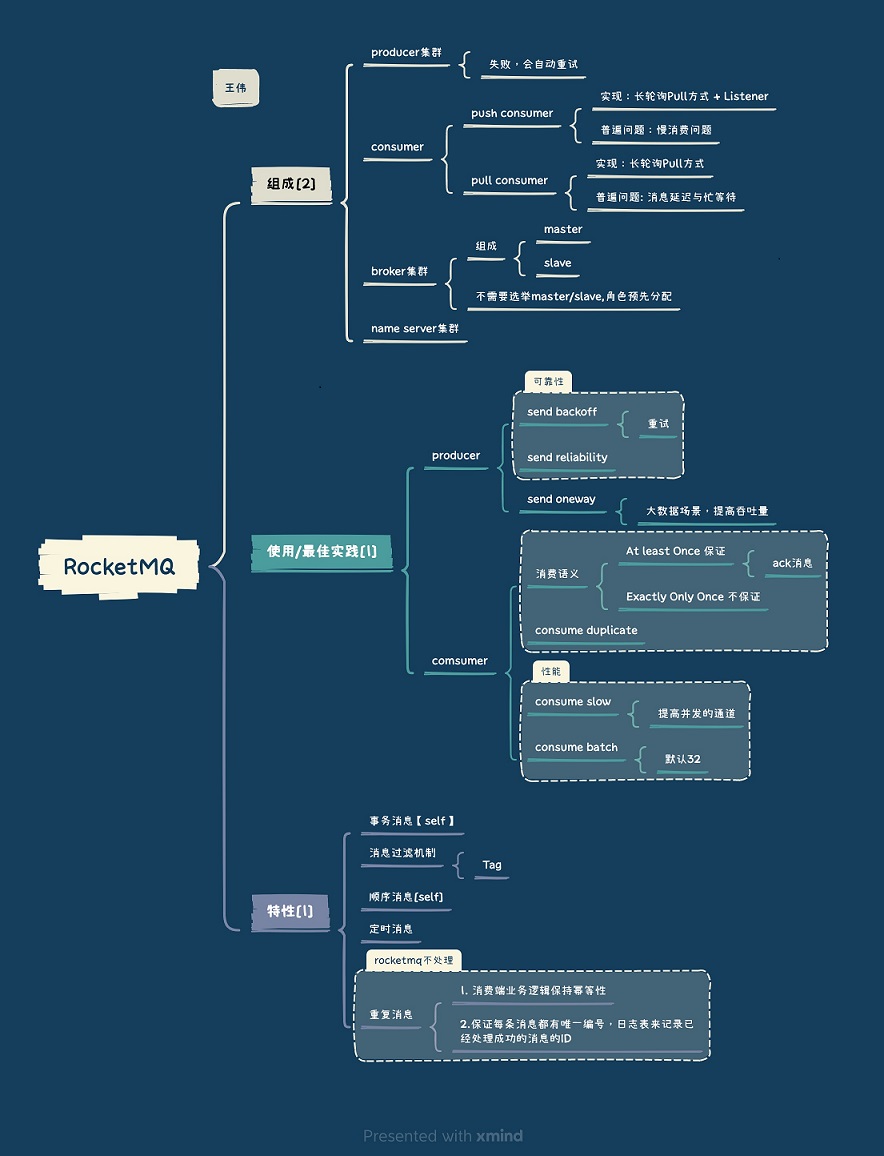 王伟
RocketMQ
组成[2]
producer集群
失败，会自动重试
consumer
push consumer
实现：长轮询Pull方式 + Listener
普遍问题：慢消费问题
pull consumer
实现：长轮询Pull方式
普遍问题: 消息延迟与忙等待
broker集群
组成
master
slave
不需要选举master/slave,角色预先分配
name server集群
使用/最佳实践[1]
producer
可靠性
send backoff
重试
send reliability
send oneway
大数据场景，提高吞吐量
comsumer
消费语义
At least Once 保证
ack消息
Exactly Only Once 不保证
consume duplicate
性能
consume slow
提高并发的通道
consume batch
默认32
特性[1]
事务消息【 self 】
消息过滤机制
Tag
顺序消息[self]
定时消息
rocketmq不处理
重复消息
1. 消费端业务逻辑保持幂等性
2.保证每条消息都有唯一编号，日志表来记录已
经处理成功的消息的ID
Presented with xmind